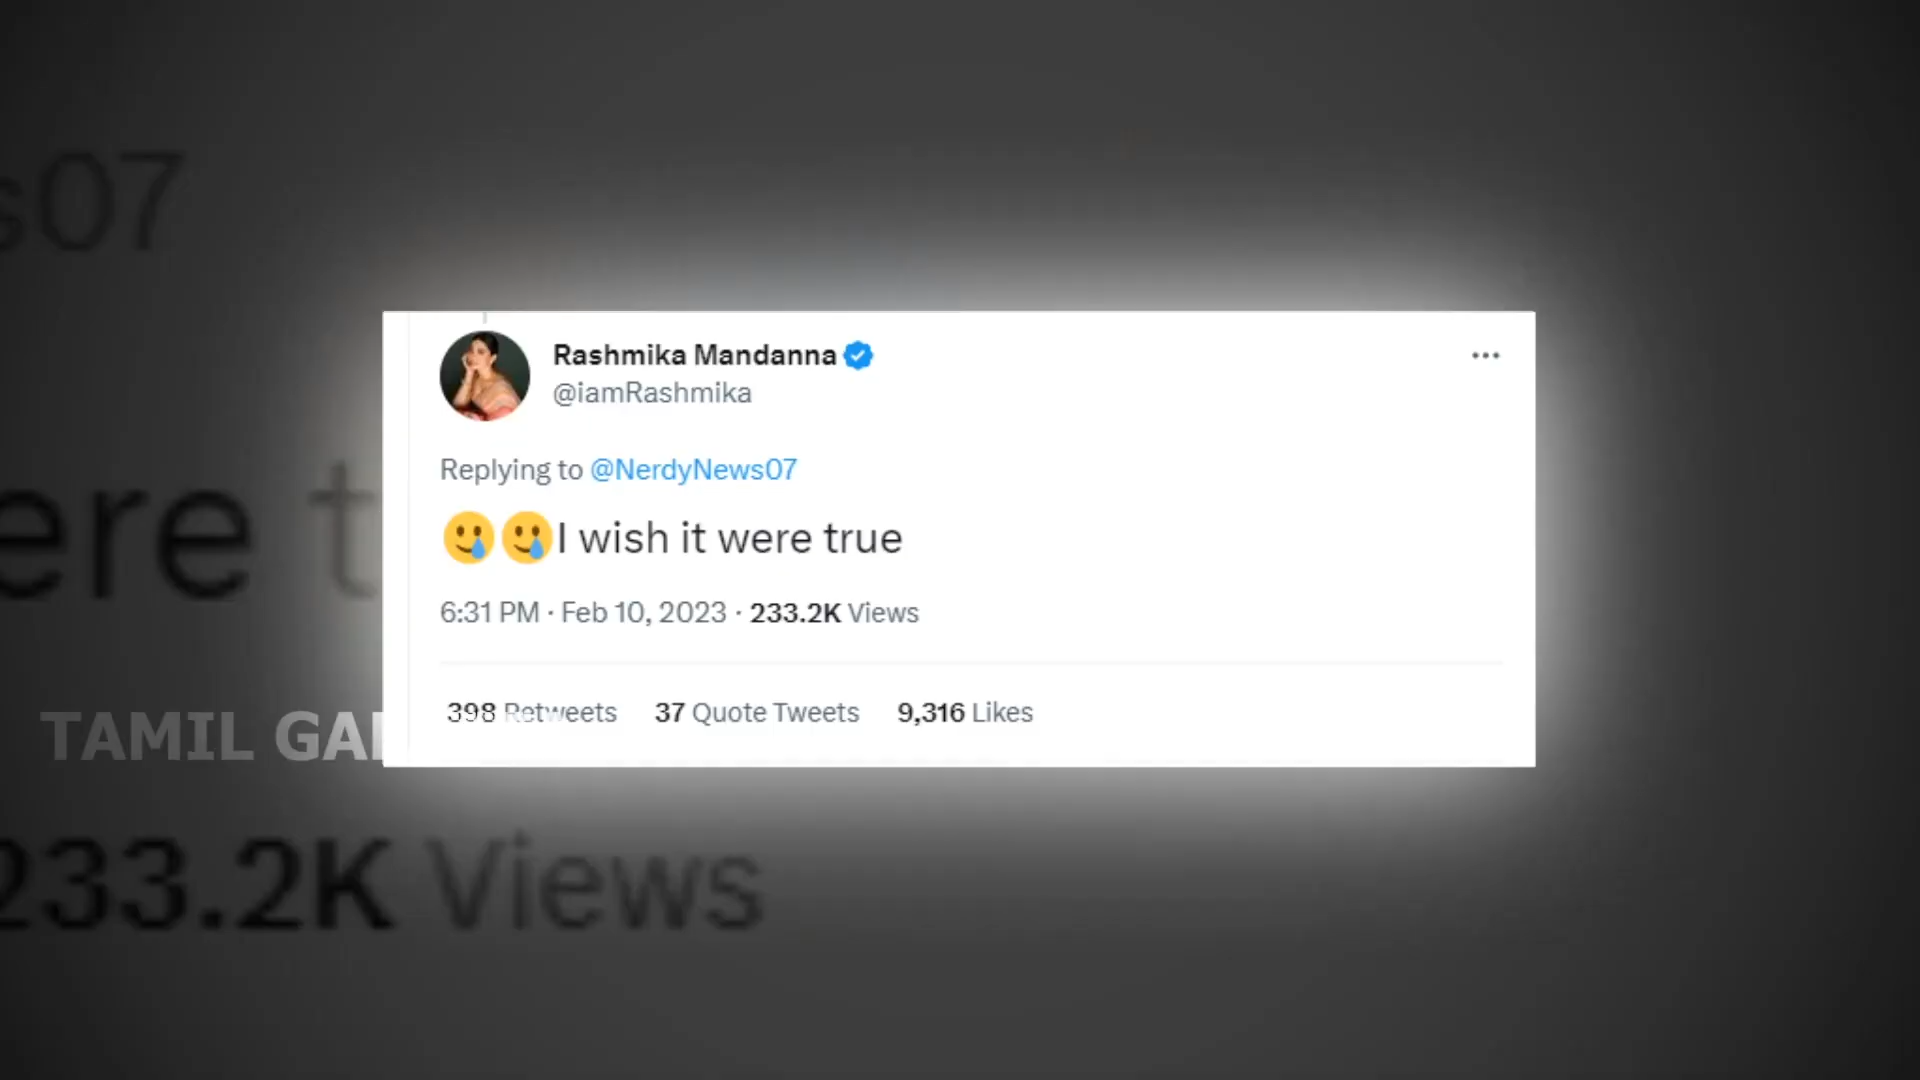 s07
Rashmika Mandanna
@iamRashmika
Replying to @NerdyNews07
🥲🥲I wish it were true
ere t
6:31 PM · Feb 10, 2023 · 233.2K Views
398 Retweets 37 Quote Tweets 9,316 Likes
TAMIL GA
233.2K Views